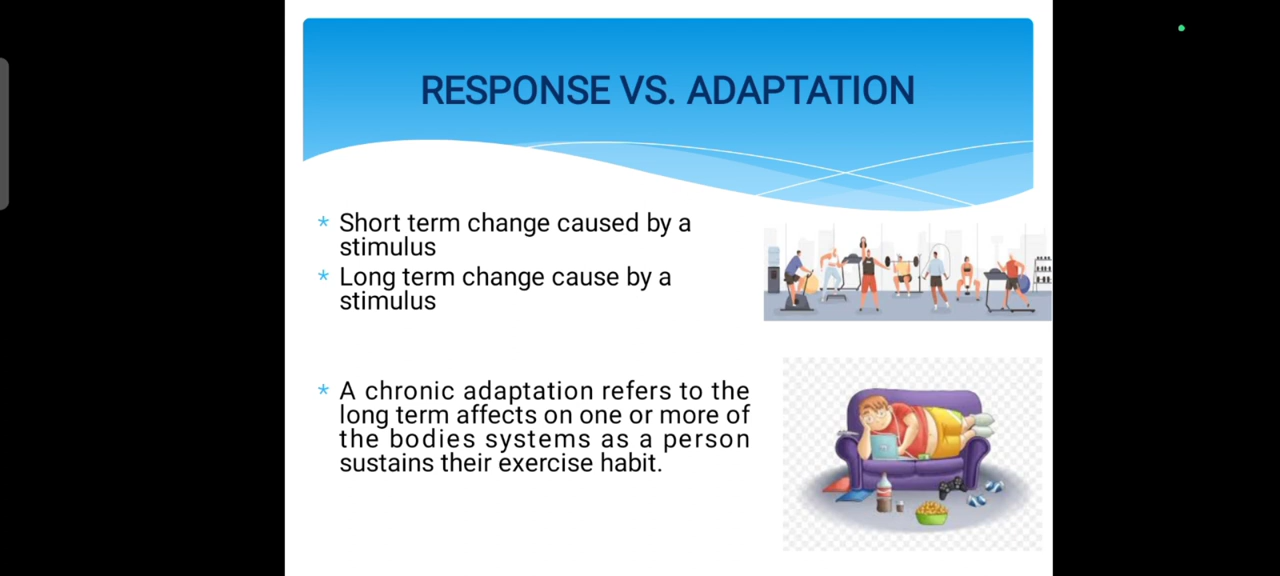 RESPONSE VS. ADAPTATION
* Short term change caused by a
stimulus
* Long term change cause by a
stimulus
* A chronic adaptation refers to the
long term affects on one or more of
the bodies systems as a person
sustains their exercise habit.